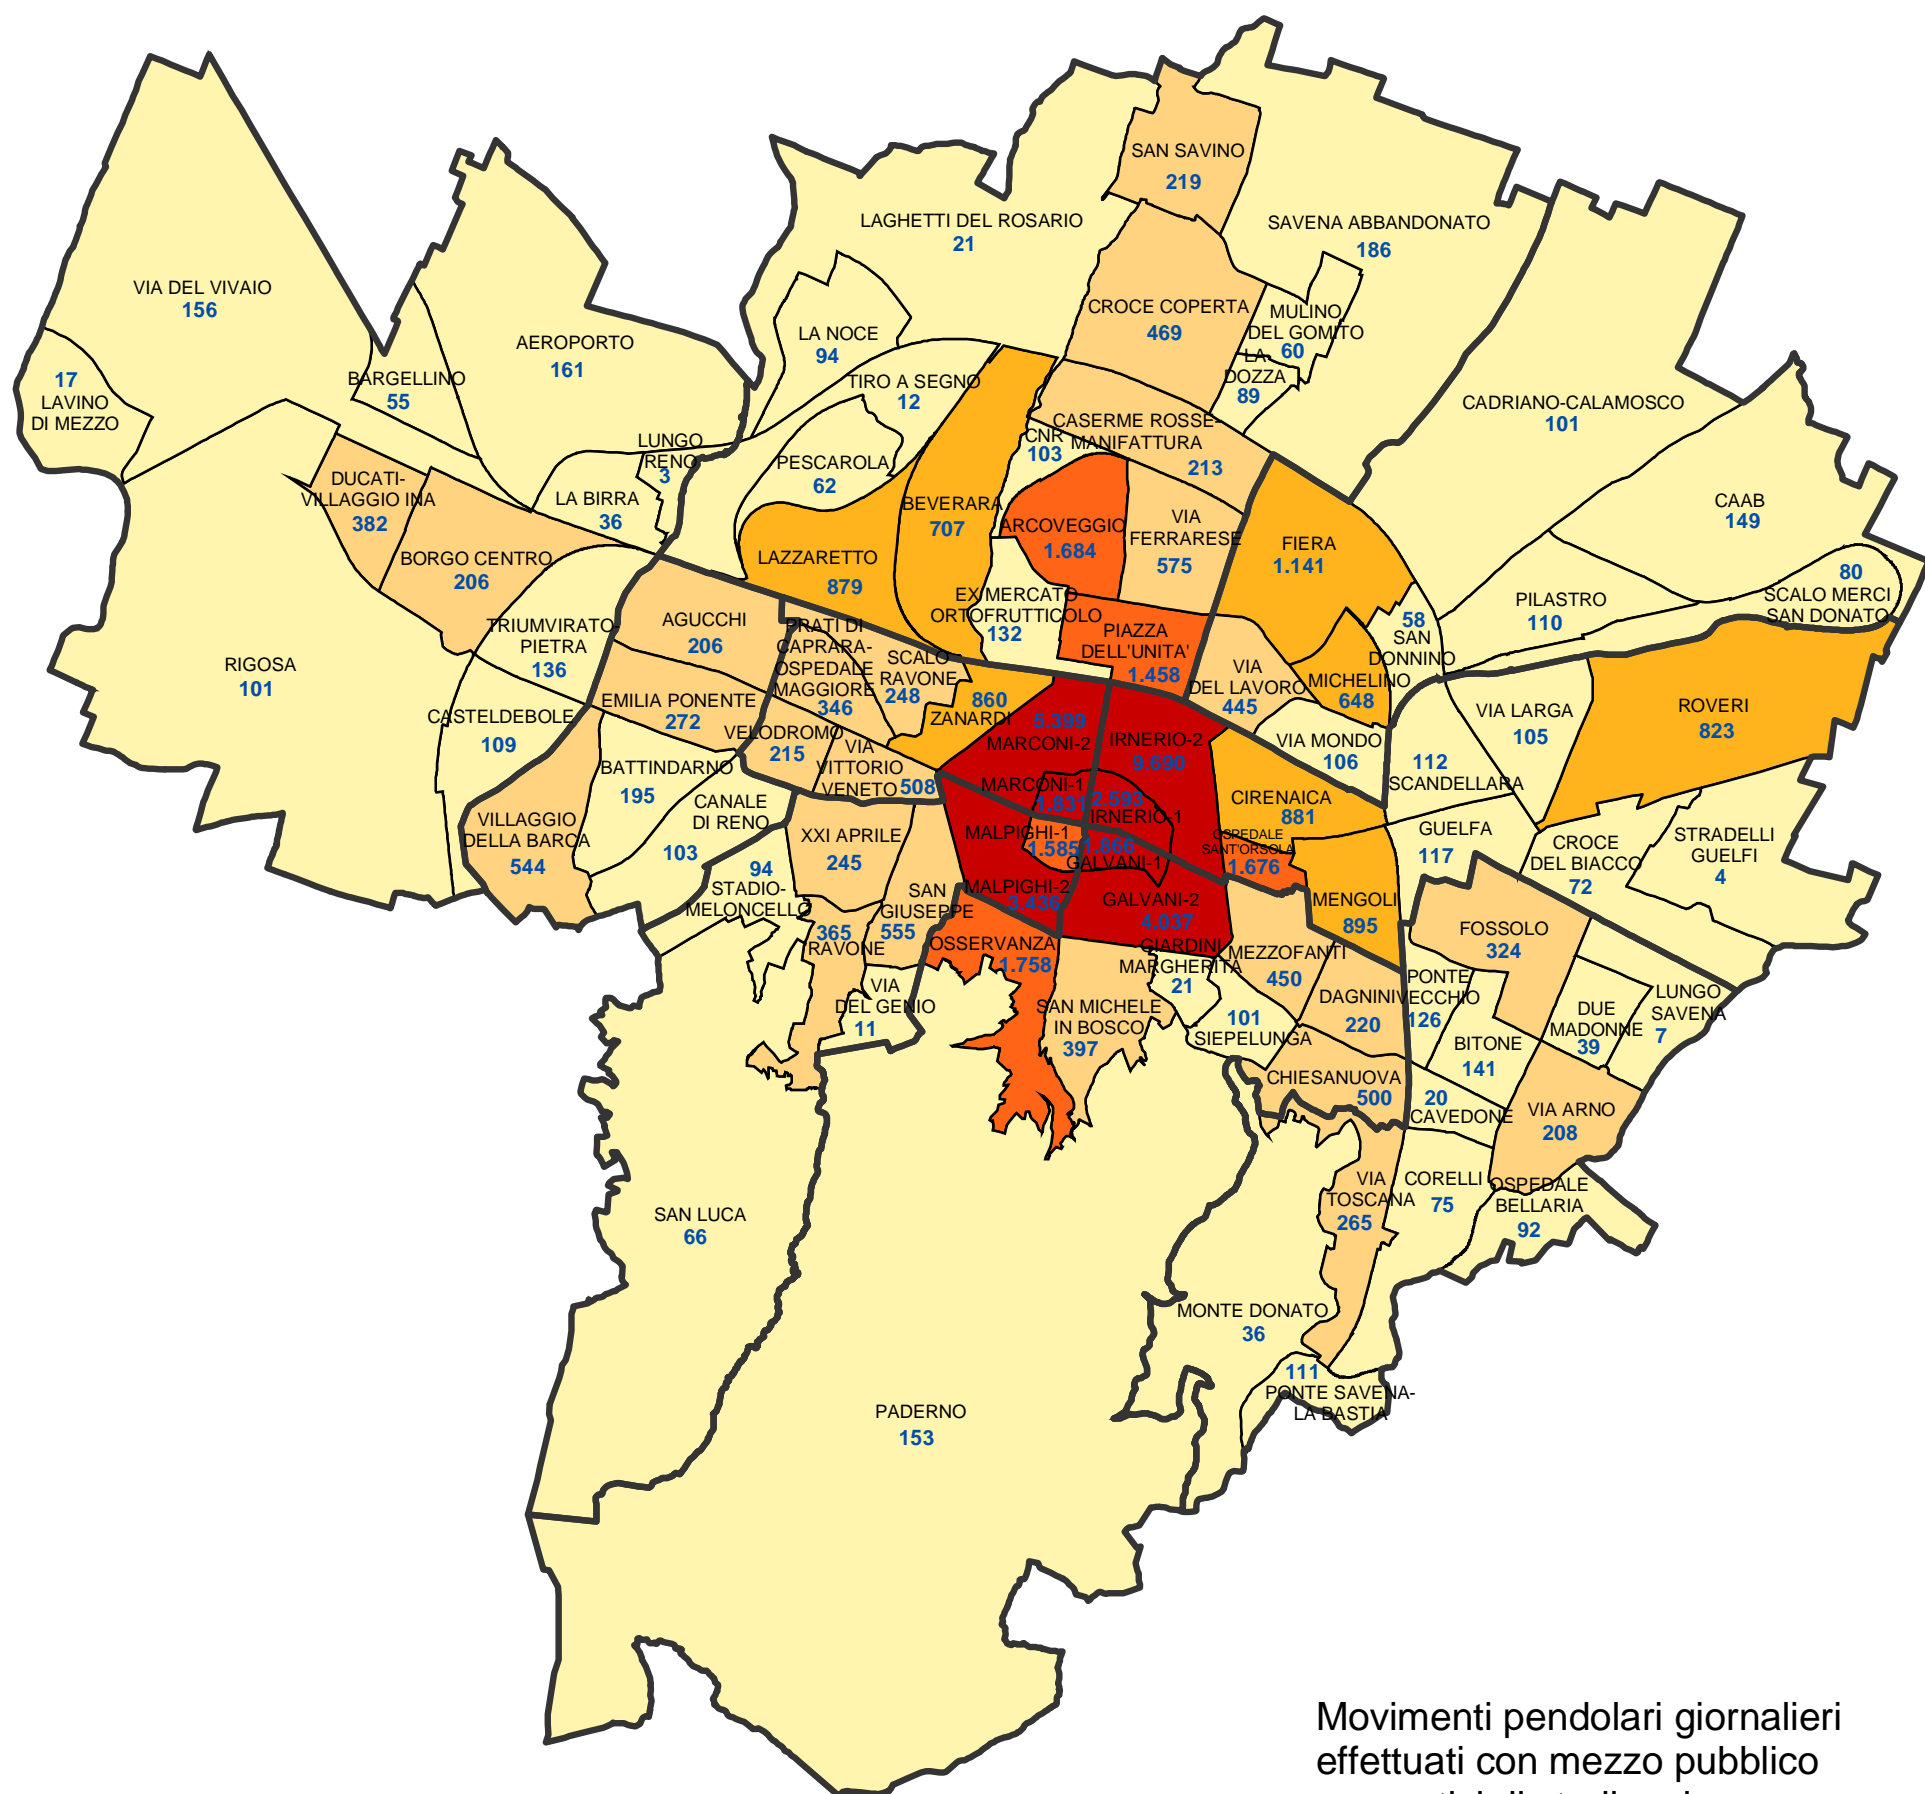 SAN SAVINO
219
LAGHETTI DEL ROSARIO
21
SAVENA ABBANDONATO
186
VIA DEL VIVAIO
156
AEROPORTO
161
LA NOCE
94
CROCE COPERTA
469
MULINO
DEL GOMITO
60
LA
DOZZA
89
17
LAVINO
DI MEZZO
BARGELLINO
55
TIRO A SEGNO
12
CADRIANO-CALAMOSCO
101
CASERME ROSSE-
MANIFATTURA
213
CNR
103
LUNGO
RENO
3
PESCAROLA
62
DUCATI-
VILLAGGIO INA
382
LA BIRRA
36
BEVERARA
707
ARCOVEGGIO
1.684
VIA
FERRARESE
575
FIERA
1.141
CAAB
149
BORGO CENTRO
206
LAZZARETTO
879
EX MERCATO
ORTOFRUTTICOLO
132
80
SCALO MERCI
SAN DONATO
PILASTRO
110
58
SAN
DONNINO
TRIUMVIRATO-
PIETRA
136
AGUCCHI
206
PRATI DI
CAPRARA-
OSPEDALE
MAGGIORE
346
SCALO
RAVONE
248
PIAZZA
DELL'UNITA'
1.458
VIA
DEL LAVORO
445
MICHELINO
648
RIGOSA
101
EMILIA PONENTE
272
860
ZANARDI
VIA LARGA
105
ROVERI
823
CASTELDEBOLE
109
VELODROMO
215
VIA
VITTORIO
VENETO
508
5.399
MARCONI-2
IRNERIO-2
9.690
VIA MONDO
106
112
SCANDELLARA
BATTINDARNO
195
CANALE
DI RENO
103
MARCONI-1
1.831
2.593
IRNERIO-1
CIRENAICA
881
VILLAGGIO
DELLA BARCA
544
XXI APRILE
245
MALPIGHI-1
1.585
1.866
GALVANI-1
OSPEDALE
SANT'ORSOLA
1.676
GUELFA
117
CROCE
DEL BIACCO
72
STRADELLI
GUELFI
4
94
STADIO-
MELONCELLO
SAN
GIUSEPPE
555
MALPIGHI-2
3.436
GALVANI-2
4.037
MENGOLI
895
365
RAVONE
OSSERVANZA
1.758
GIARDINI
MARGHERITA
21
MEZZOFANTI
450
FOSSOLO
324
VIA
DEL GENIO
11
SAN MICHELE
IN BOSCO
397
101
SIEPELUNGA
DAGNINI
220
PONTE
VECCHIO
126
BITONE
141
DUE
MADONNE
39
LUNGO
SAVENA
7
CHIESANUOVA
500
20
CAVEDONE
VIA ARNO
208
VIA
TOSCANA
265
CORELLI
75
OSPEDALE
BELLARIA
92
SAN LUCA
66
MONTE DONATO
36
111
PONTE SAVENA-
LA BASTIA
PADERNO
153
Movimenti pendolari giornalieri
effettuati con mezzo pubblico